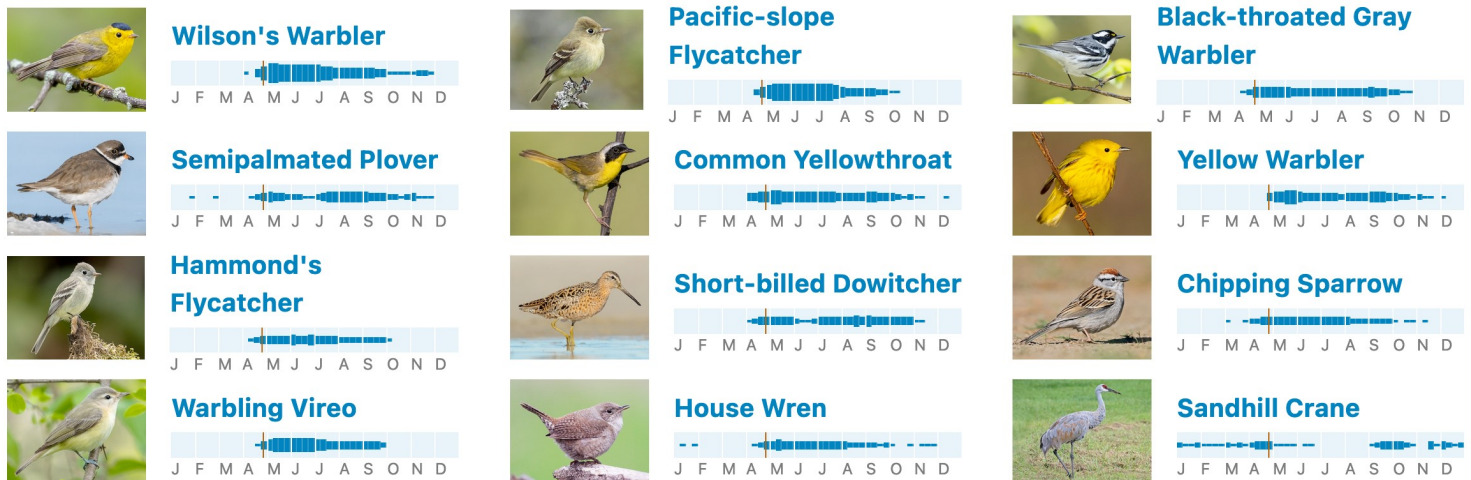 Wilson's Warbler
J F M A M J J A S O N D
Pacific-slope
Flycatcher
J F M A M J J A S O N D
Black-throated Gray
Warbler
J F M A M J J A S O N D
Semipalmated Plover
J F M A M J J A S O N D
Common Yellowthroat
J F M A M J J A S O N D
Yellow Warbler
J F M A M J J A S O N D
Hammond's
Flycatcher
J F M A M J J A S O N D
Short-billed Dowitcher
J F M A M J J A S O N D
Chipping Sparrow
J F M A M J J A S O N D
Warbling Vireo
J F M A M J J A S O N D
House Wren
J F M A M J J A S O N D
Sandhill Crane
J F M A M J J A S O N D